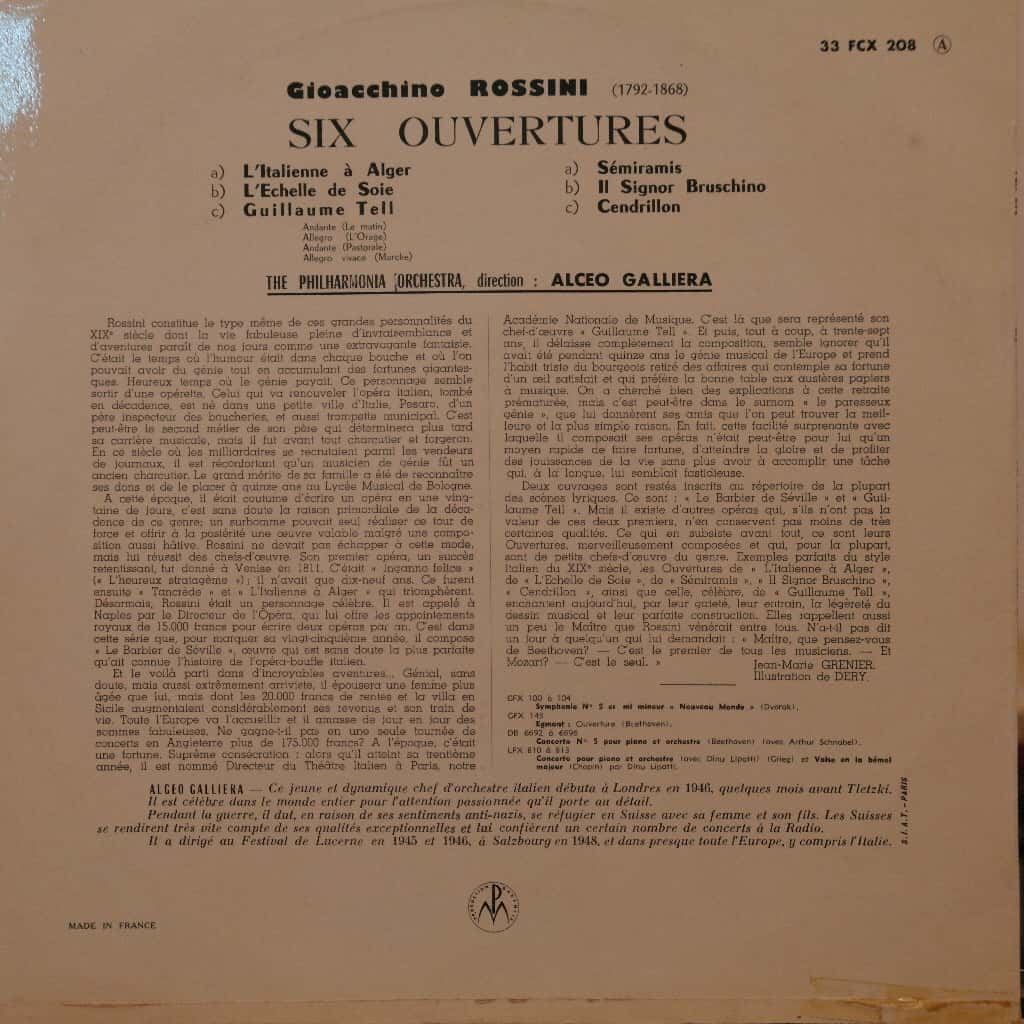 33 FCX 208 Ⓐ
Gioacchino ROSSINI (1792-1868)
SIX OUVERTURES
a) L'Italienne à Alger
b) L'Echelle de Soie
c) Guillaume Tell
Andante (Le matin)
Allegro (L'Orage)
Andante (Pastorale)
Allegro vivace (Marche)
a) Sémiramis
b) Il Signor Bruschino
c) Cendrillon
THE PHILHARMONIA ORCHESTRA, direction : ALCEO GALLIERA
Rossini constitue le type même de ces grandes personnalités du
XIXe siècle dont la vie fabuleuse pleine d'invraisemblance et
d'aventures paraît de nos jours comme une extravagante fantaisie.
C'était le temps où l'humour était dans chaque bouche et où l'on
pouvait avoir du génie tout en accumulant des fortunes gigantes-
ques. Heureux temps où le génie payait. Ce personnage semble
sortir d'une opérette. Celui qui va renouveler l'opéra italien, tombé
en décadence, est né dans une petite ville d'Italie, Pesaro, d'un
père inspecteur des boucheries, et aussi trompette municipal. C'est
peut-être le second métier de son père qui déterminera plus tard
sa carrière musicale, mais il fut avant tout charcutier et forgeron.
En ce siècle où les milliardaires se recrutaient parmi les vendeurs
de journaux, il est réconfortant qu'un musicien de génie fût un
ancien charcutier. Le grand mérite de sa famille a été de reconnaître
ses dons et de le placer à quinze ans au Lycée Musical de Bologne.
A cette époque, il était coutume d'écrire un opéra en une ving-
taine de jours, c'est sans doute la raison primordiale de la déca-
dence de ce genre; un surhomme pouvait seul réaliser ce tour de
force et offrir à la postérité une œuvre valable malgré une compo-
sition aussi hâtive. Rossini ne devait pas échapper à cette mode,
mais lui réussit des chefs-d'œuvre. Son premier opéra, un succès
retentissant, fut donné à Venise en 1811. C'était « Inganno felice »
(« L'heureux stratagème »); il n'avait que dix-neuf ans. Ce furent
ensuite « Tancrède » et « L'Italienne à Alger » qui triomphèrent.
Désormais, Rossini était un personnage célèbre. Il est appelé à
Naples par le Directeur de l'Opéra, qui lui offre les appointements
royaux de 15.000 francs pour écrire deux opéras par an. C'est dans
cette série que, pour marquer sa vingt-cinquième année, il compose
« Le Barbier de Séville », œuvre qui est sans doute la plus parfaite
qu'ait connue l'histoire de l'opéra-bouffe italien.
Et le voilà parti dans d'incroyables aventures... Génial, sans
doute, mais aussi extrêmement arriviste, il épousera une femme plus
âgée que lui, mais dont les 20.000 francs de rentes et la villa en
Sicile augmentaient considérablement ses revenus et son train de
vie. Toute l'Europe va l'accueillir et il amasse de jour en jour des
sommes fabuleuses. Ne gagne-t-il pas en une seule tournée de
concerts en Angleterre plus de 175.000 francs? A l'époque, c'était
une fortune. Suprême consécration : alors qu'il atteint sa trentième
année, il est nommé Directeur du Théâtre Italien à Paris, notre
Académie Nationale de Musique. C'est là que sera représenté son
chef-d'œuvre « Guillaume Tell ». Et puis, tout à coup, à trente-sept
ans, il délaisse complètement la composition, semble ignorer qu'il
avait été pendant quinze ans le génie musical de l'Europe et prend
l'habit triste du bourgeois retiré des affaires qui contemple sa fortune
d'un œil satisfait et qui préfère la bonne table aux austères papiers
à musique. On a cherché bien des explications à cette retraite
prématurée, mais c'est peut-être dans le surnom « le paresseux
génie », que lui donnèrent ses amis que l'on peut trouver la meil-
leure et la plus simple raison. En fait, cette facilité surprenante avec
laquelle il composait ses opéras n'était peut-être pour lui qu'un
moyen rapide de faire fortune, d'atteindre la gloire et de profiter
des jouissances de la vie sans plus avoir à accomplir une tâche
qui, à la longue, lui semblait fastidieuse.
Deux ouvrages sont restés inscrits au répertoire de la plupart
des scènes lyriques. Ce sont : « Le Barbier de Séville » et « Guil-
laume Tell ». Mais il existe d'autres opéras qui, s'ils n'ont pas la
valeur de ces deux premiers, n'en conservent pas moins de très
certaines qualités. Ce qui en subsiste avant tout, ce sont leurs
Ouvertures, merveilleusement composées et qui, pour la plupart,
sont de petits chefs-d'œuvre du genre. Exemples parfaits du style
italien du XIXe siècle, les Ouvertures de « L'Italienne à Alger »,
de « L'Echelle de Soie », de « Sémiramis », « Il Signor Bruschino »,
« Cendrillon », ainsi que celle, célèbre, de « Guillaume Tell »,
enchantent aujourd'hui, par leur gaieté, leur entrain, la légèreté du
dessin musical et leur parfaite construction. Elles rappellent aussi
un peu le Maître que Rossini vénérait entre tous. N'a-t-il pas dit
un jour à quelqu'un qui lui demandait : « Maître, que pensez-vous
de Beethoven? — C'est le premier de tous les musiciens. — Et
Mozart? — C'est le seul. »
Jean-Marie GRENIER.
Illustration de DERY.
GFX 100 à 104
Symphonie N° 5 en mi mineur « Nouveau Monde » (Dvorak).
GFX 145
Egmont : Ouverture (Beethoven).
DB 6692 à 6696
Concerto N° 5 pour piano et orchestre (Beethoven) (avec Arthur Schnabel).
LFX 810 à 813
Concerto pour piano et orchestre (avec Dinu Lipatti) (Grieg) et Valse en la bémol
majeur (Chopin) par Dinu Lipatti.
ALCEO GALLIERA — Ce jeune et dynamique chef d'orchestre italien débuta à Londres en 1946, quelques mois avant Tietzki.
Il est célèbre dans le monde entier pour l'attention passionnée qu'il porte au détail.
Pendant la guerre, il dut, en raison de ses sentiments anti-nazis, se réfugier en Suisse avec sa femme et son fils. Les Suisses
se rendirent très vite compte de ses qualités exceptionnelles et lui confièrent un certain nombre de concerts à la Radio.
Il a dirigé au Festival de Lucerne en 1945 et 1946, à Salzbourg en 1948, et dans presque toute l'Europe, y compris l'Italie.
S.I.A.T. - PARIS
MADE IN FRANCE